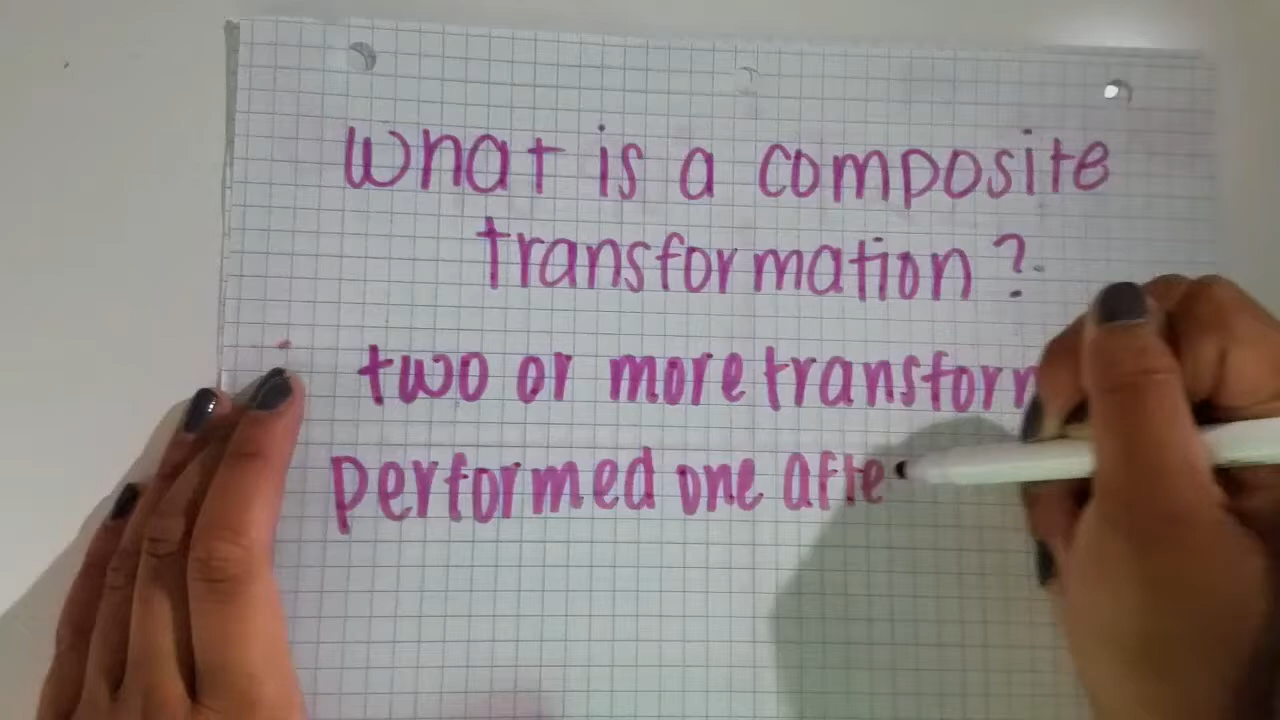 What is a composite
transformation?
two or more transform
performed one afte